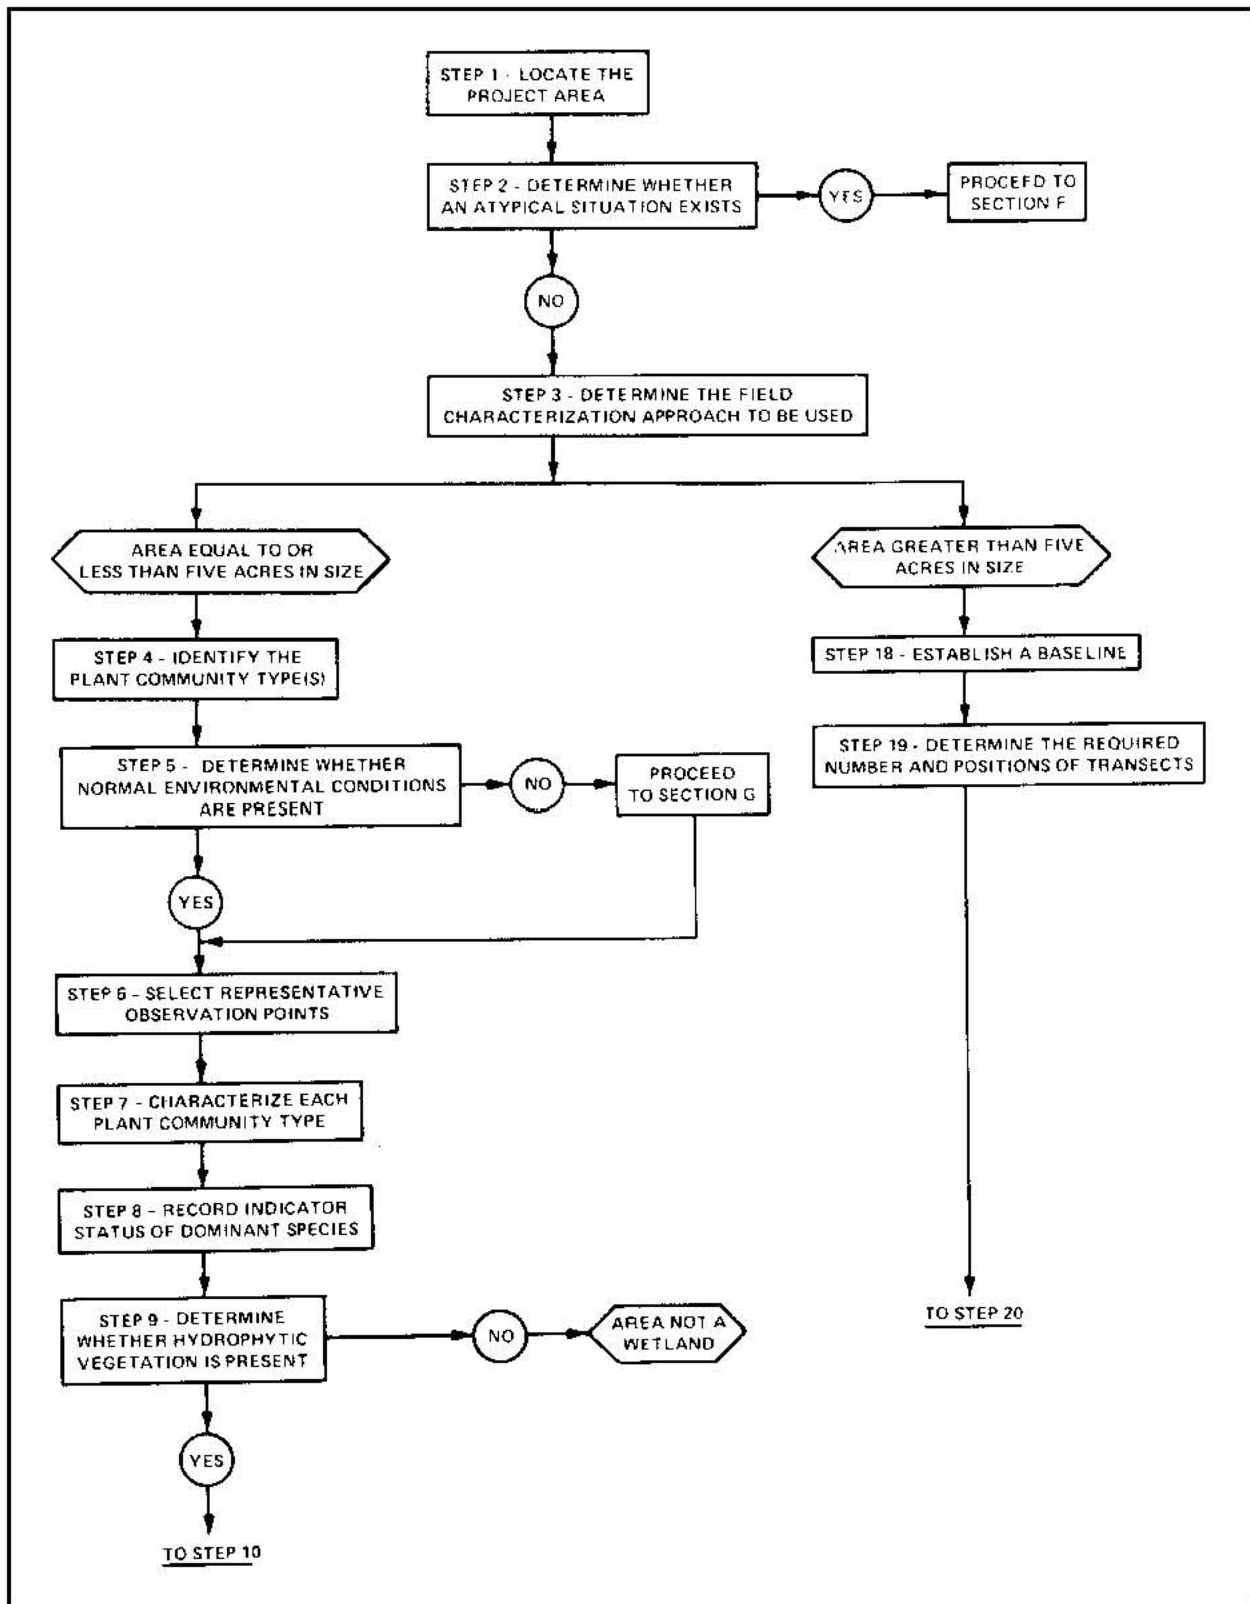 STEP 1 - LOCATE THE
PROJECT AREA
STEP 2 - DETERMINE WHETHER
AN ATYPICAL SITUATION EXISTS
YES
PROCEED TO
SECTION F
NO
STEP 3 - DETERMINE THE FIELD
CHARACTERIZATION APPROACH TO BE USED
AREA EQUAL TO OR
LESS THAN FIVE ACRES IN SIZE
AREA GREATER THAN FIVE
ACRES IN SIZE
STEP 4 - IDENTIFY THE
PLANT COMMUNITY TYPE(S)
STEP 18 - ESTABLISH A BASELINE
STEP 5 - DETERMINE WHETHER
NORMAL ENVIRONMENTAL CONDITIONS
ARE PRESENT
NO
PROCEED
TO SECTION G
STEP 19 - DETERMINE THE REQUIRED
NUMBER AND POSITIONS OF TRANSECTS
YES
STEP 6 - SELECT REPRESENTATIVE
OBSERVATION POINTS
STEP 7 - CHARACTERIZE EACH
PLANT COMMUNITY TYPE
STEP 8 - RECORD INDICATOR
STATUS OF DOMINANT SPECIES
STEP 9 - DETERMINE
WHETHER HYDROPHYTIC
VEGETATION IS PRESENT
NO
AREA NOT A
WETLAND
TO STEP 20
YES
TO STEP 10